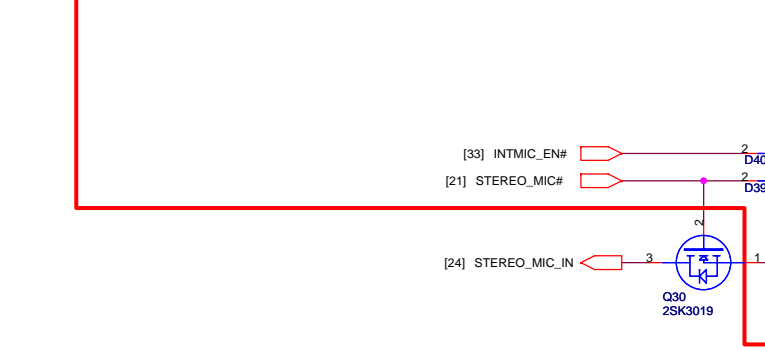 [33] INTMIC_EN#
2
D40
[21] STEREO_MIC#
2
D39
2
[24] STEREO_MIC_IN
3
1
Q30
2SK3019